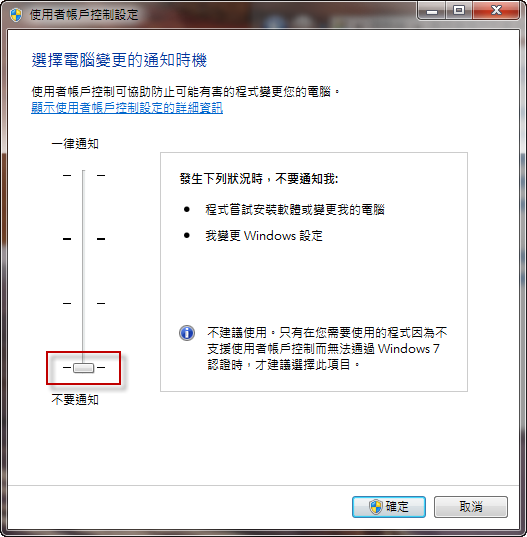 使用者帳戶控制設定
選擇電腦變更的通知時機
使用者帳戶控制可協助防止可能有害的程式變更您的電腦。
顯示使用者帳戶控制設定的詳細資訊
一律通知
發生下列狀況時，不要通知我:
程式嘗試安裝軟體或變更我的電腦
我變更 Windows 設定
不建議使用。只有在您需要使用的程式因為不
支援使用者帳戶控制而無法通過 Windows 7
認證時，才建議選擇此項目。
不要通知
確定
取消